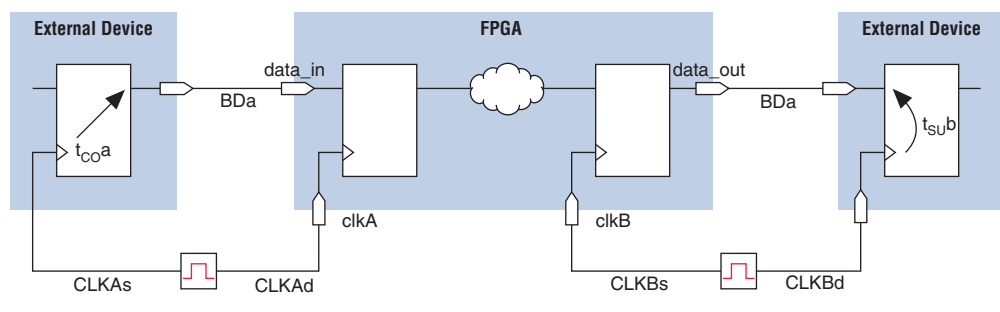 External Device
FPGA
External Device
data_in
data_out
BDa
BDa
tCOa
tSUb
clkA
clkB
CLKAs
CLKAd
CLKBs
CLKBd